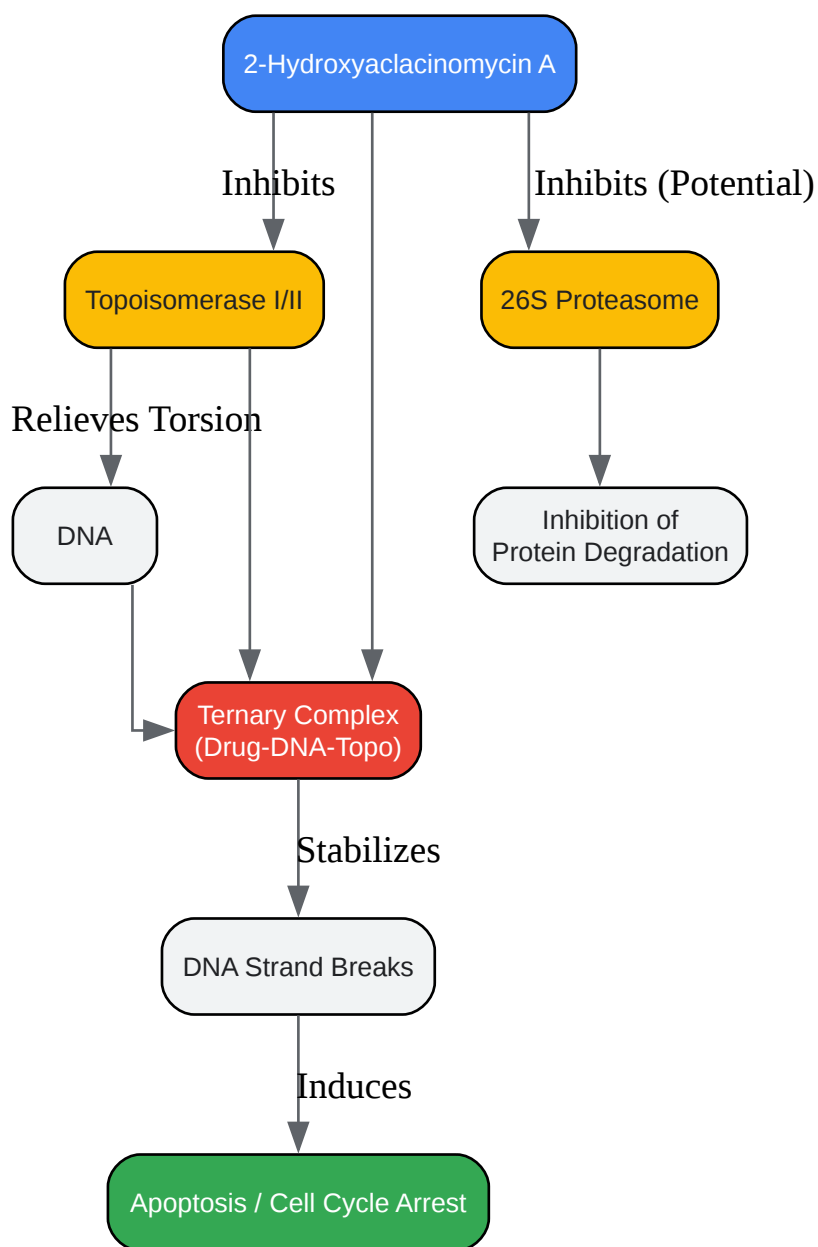 2-Hydroxyaclacinomycin A
Inhibits
Inhibits (Potential)
Topoisomerase I/II
26S Proteasome
Relieves Torsion
DNA
Inhibition of
Protein Degradation
Ternary Complex
(Drug-DNA-Topo)
Stabilizes
DNA Strand Breaks
Induces
Apoptosis / Cell Cycle Arrest